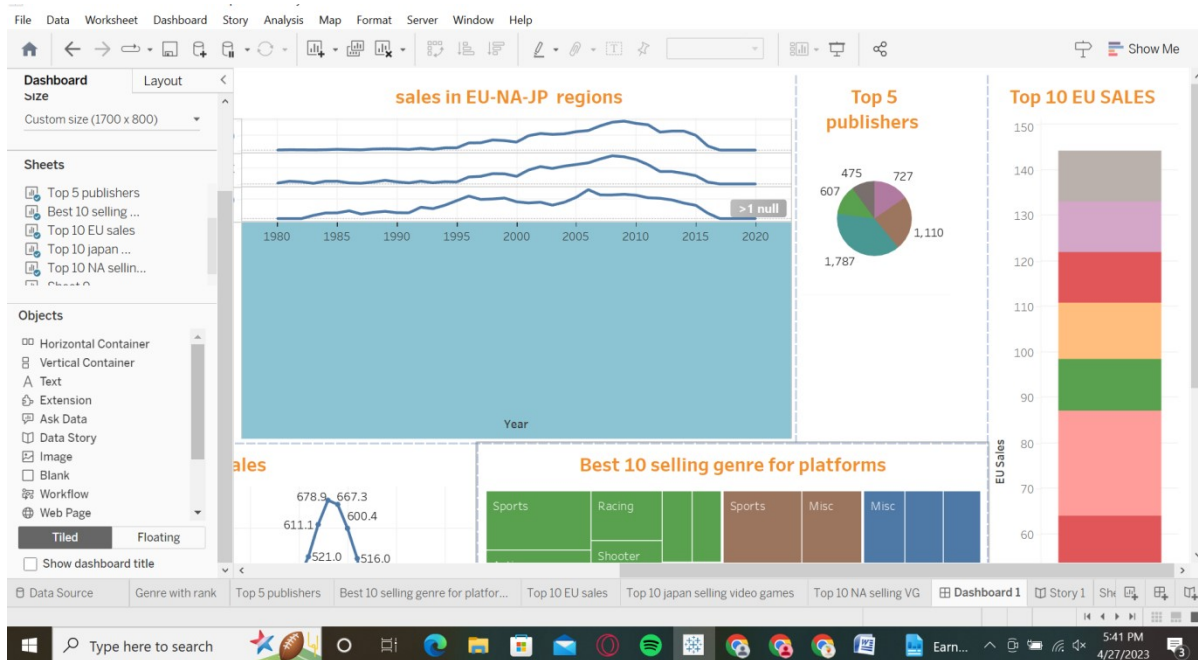 File Data Worksheet Dashboard Story Analysis Map Format Server Window Help
Show Me
Dashboard Layout
Size
Custom size (1700 x 800)
Sheets
Top 5 publishers
Best 10 selling ...
Top 10 EU sales
Top 10 japan ...
Top 10 NA sellin...
Objects
Horizontal Container
Vertical Container
A Text
Extension
Ask Data
Data Story
Image
Blank
Workflow
Web Page
Tiled Floating
Show dashboard title
sales in EU-NA-JP regions
>1 null
1980 1985 1990 1995 2000 2005 2010 2015 2020
Year
Top 5
publishers
475 727
607
1,110
1,787
Top 10 EU SALES
150
140
130
120
110
100
90
80
70
60
EU Sales
ales
678.9 667.3
611.1 600.4
521.0 516.0
Best 10 selling genre for platforms
Sports Racing Sports Misc Misc
Shooter
Data Source Genre with rank Top 5 publishers Best 10 selling genre for platfor... Top 10 EU sales Top 10 japan selling video games Top 10 NA selling VG Dashboard 1 Story 1 She
Type here to search
Earn...
5:41 PM
4/27/2023
3